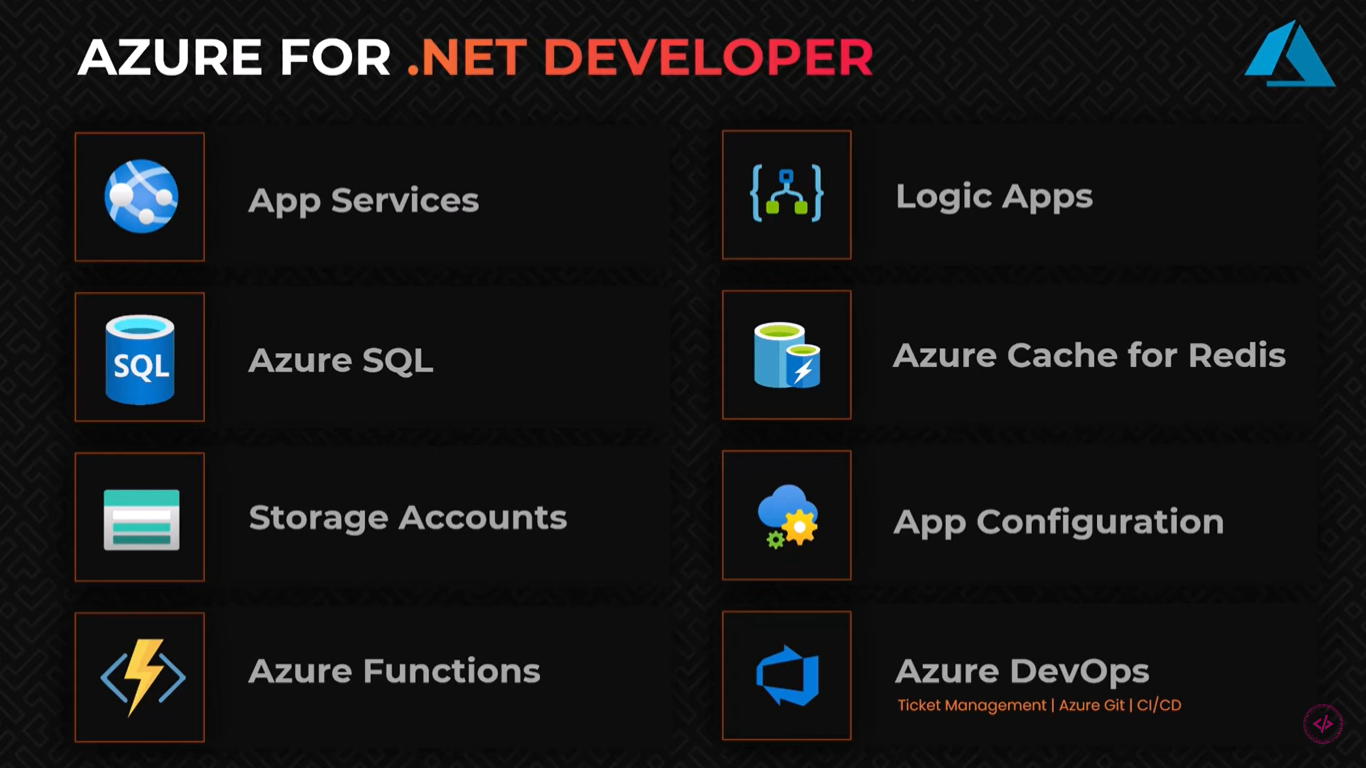 AZURE FOR .NET DEVELOPER
App Services
Logic Apps
SQL
Azure SQL
Azure Cache for Redis
Storage Accounts
App Configuration
Azure Functions
Azure DevOps
Ticket Management | Azure Git | CI/CD